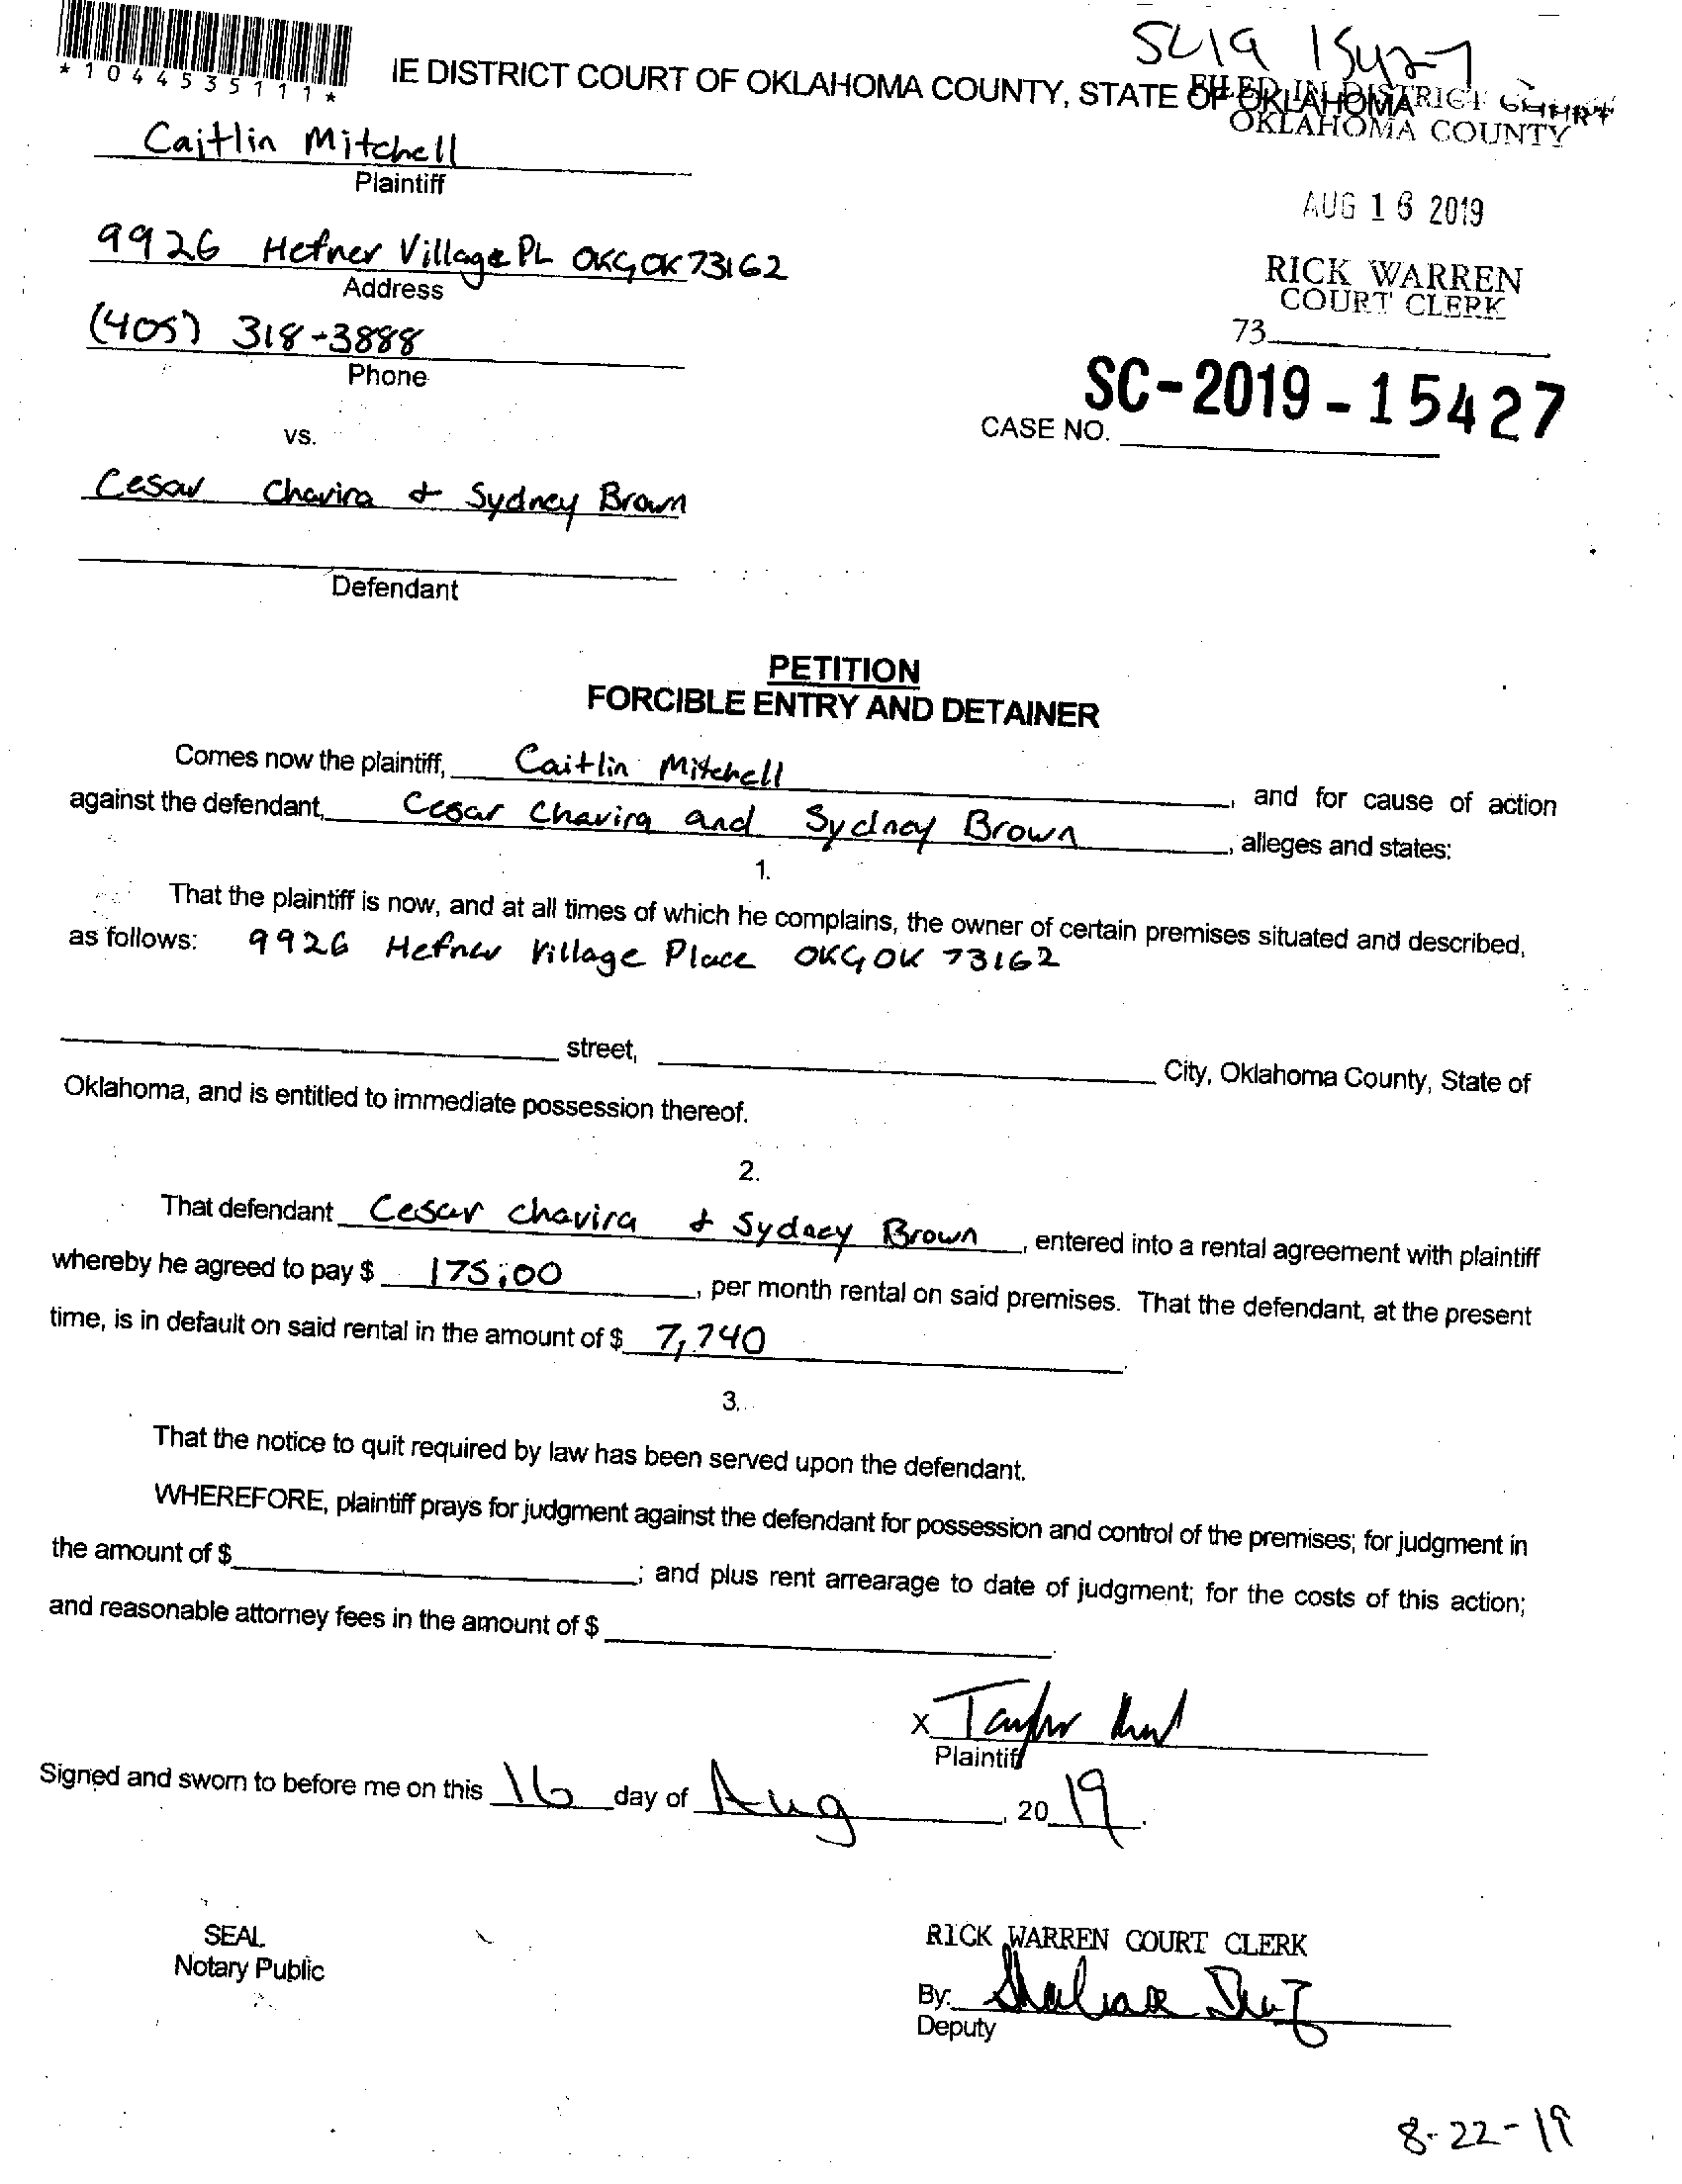 SC19 15427
*1044535111*
IE DISTRICT COURT OF OKLAHOMA COUNTY, STATE OF OKLAHOMA
FILED IN DISTRICT COURT
OKLAHOMA COUNTY
Caitlin Mitchell
Plaintiff
AUG 16 2019
9926 Hefner Village PL OKC, OK 73162
Address
RICK WARREN
COURT CLERK
(405) 318-3888
Phone
73
SC-2019-15427
CASE NO.
vs.
Cesar Chavira & Sydney Brown
Defendant
PETITION
FORCIBLE ENTRY AND DETAINER
Comes now the plaintiff, Caitlin Mitchell, and for cause of action
against the defendant, Cesar Chavira and Sydney Brown, alleges and states:
1.
That the plaintiff is now, and at all times of which he complains, the owner of certain premises situated and described,
as follows: 9926 Hefner Village Place OKC, OK 73162
street, City, Oklahoma County, State of
Oklahoma, and is entitled to immediate possession thereof.
2.
That defendant Cesar Chavira & Sydney Brown, entered into a rental agreement with plaintiff
whereby he agreed to pay $ 175.00, per month rental on said premises. That the defendant, at the present
time, is in default on said rental in the amount of $ 7,740.
3.
That the notice to quit required by law has been served upon the defendant.
WHEREFORE, plaintiff prays for judgment against the defendant for possession and control of the premises; for judgment in
the amount of $; and plus rent arrearage to date of judgment; for the costs of this action;
and reasonable attorney fees in the amount of $.
X Taylor
Plaintiff
Signed and sworn to before me on this 16 day of Aug, 2019.
SEAL
Notary Public
RICK WARREN COURT CLERK
By:
Deputy
8-22-19